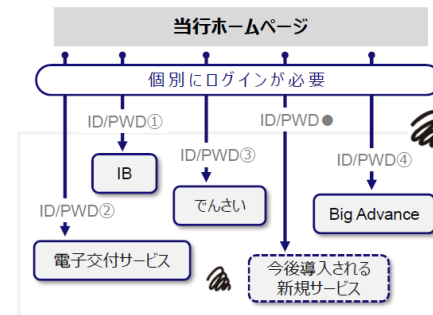 当行ホームページ
個別にログインが必要
ID/PWD①
ID/PWD●
ID/PWD③
ID/PWD④
IB
でんさい
ID/PWD②
Big Advance
電子交付サービス
今後導入される
新規サービス